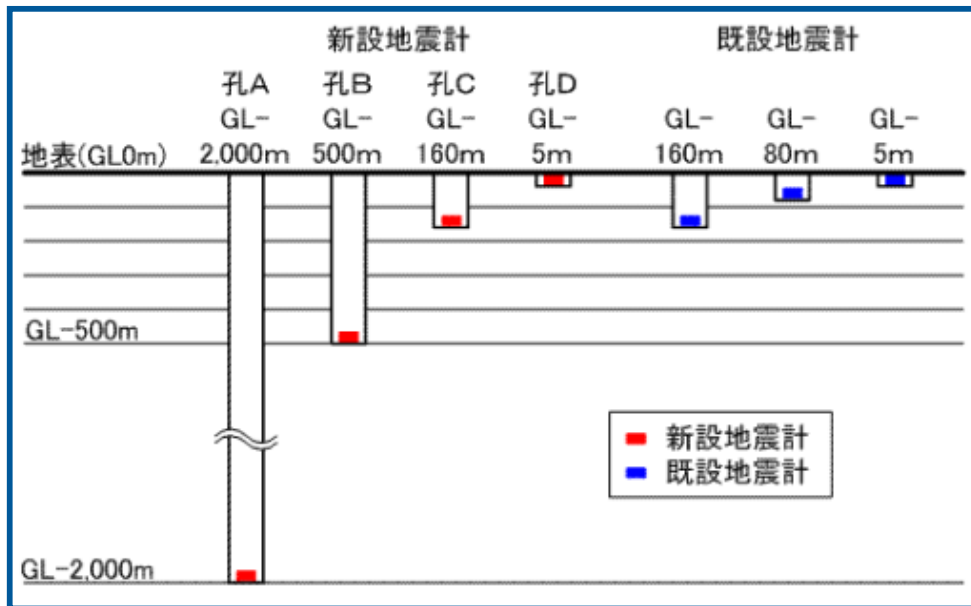 新設地震計 既設地震計
孔A 孔B 孔C 孔D
GL- GL- GL- GL- GL- GL- GL-
地表(GL0m) 2,000m 500m 160m 5m 160m 80m 5m
GL-500m
新設地震計
既設地震計
GL-2,000m